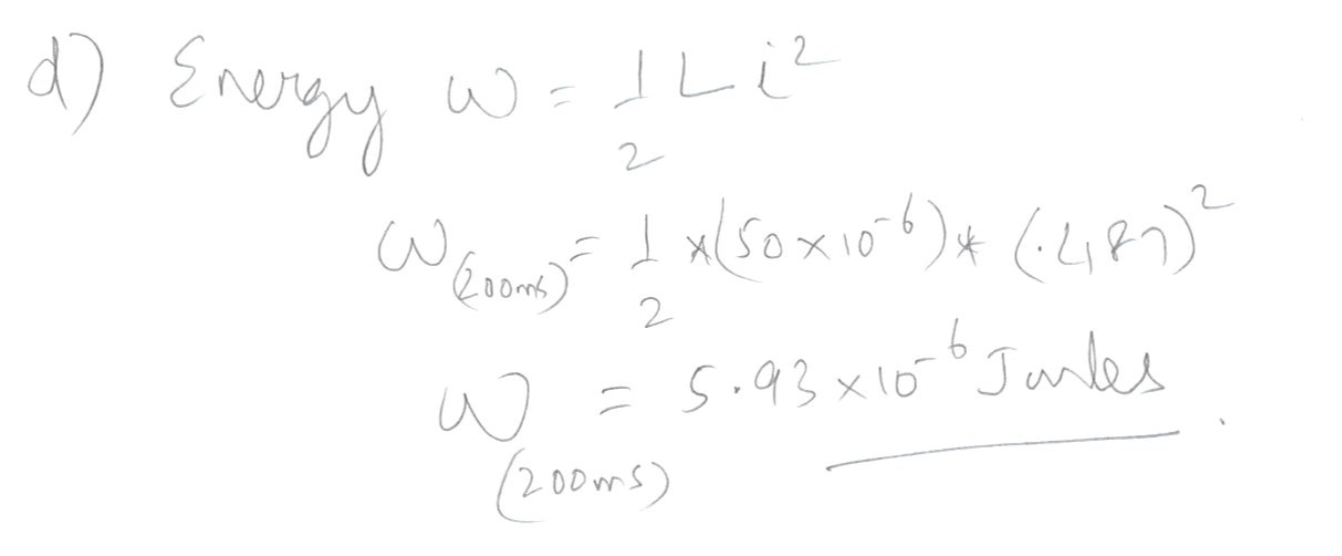 d) Energy w = 1/2 L i²
w(200ms) = 1/2 * (50 × 10⁻⁶) * (.487)²
w(200ms) = 5.93 × 10⁻⁶ Joules.